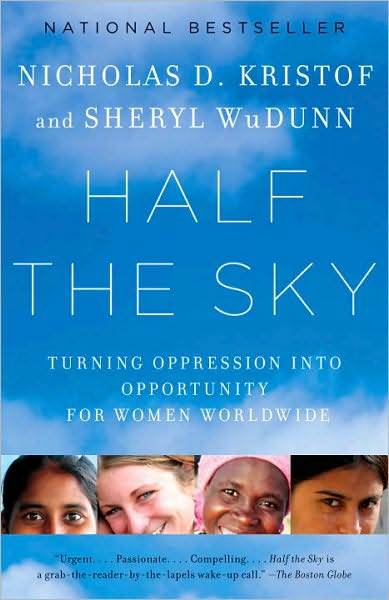 NATIONAL BESTSELLER
NICHOLAS D. KRISTOF
and SHERYL WuDUNN
HALF
THE SKY
TURNING OPPRESSION INTO
OPPORTUNITY
FOR WOMEN WORLDWIDE
"Urgent. . . . Passionate. . . . Compelling. . . . Half the Sky is
a grab-the-reader-by-the-lapels wake-up call." —The Boston Globe